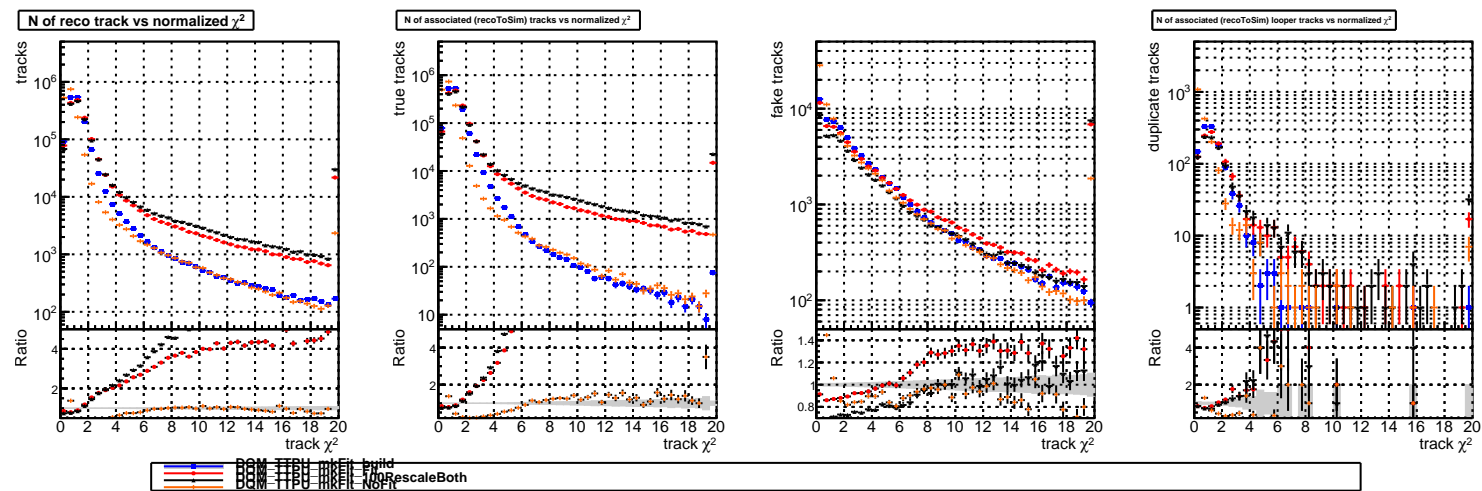 N of reco track vs normalized χ²
N of associated (recoToSim) tracks vs normalized χ²
N of associated (recoToSim) looper tracks vs normalized χ²
tracks
10⁶
10⁵
10⁴
10³
10²
Ratio
4
2
0 2 4 6 8 10 12 14 16 18 20
track χ²
true tracks
10⁶
10⁵
10⁴
10³
10²
10
Ratio
4
2
0 2 4 6 8 10 12 14 16 18 20
track χ²
fake tracks
10⁴
10³
10²
Ratio
1.4
1.2
1.0
0.8
0 2 4 6 8 10 12 14 16 18 20
track χ²
duplicate tracks
10³
10²
10
1
Ratio
4
2
0 2 4 6 8 10 12 14 16 18 20
track χ²
DQM_TTPU_mkFit_build
DQM_TTPU_mkFit_Fit
DQM_TTPU_mkFit_100RescaleBoth
DQM_TTPU_mkFit_NoFit